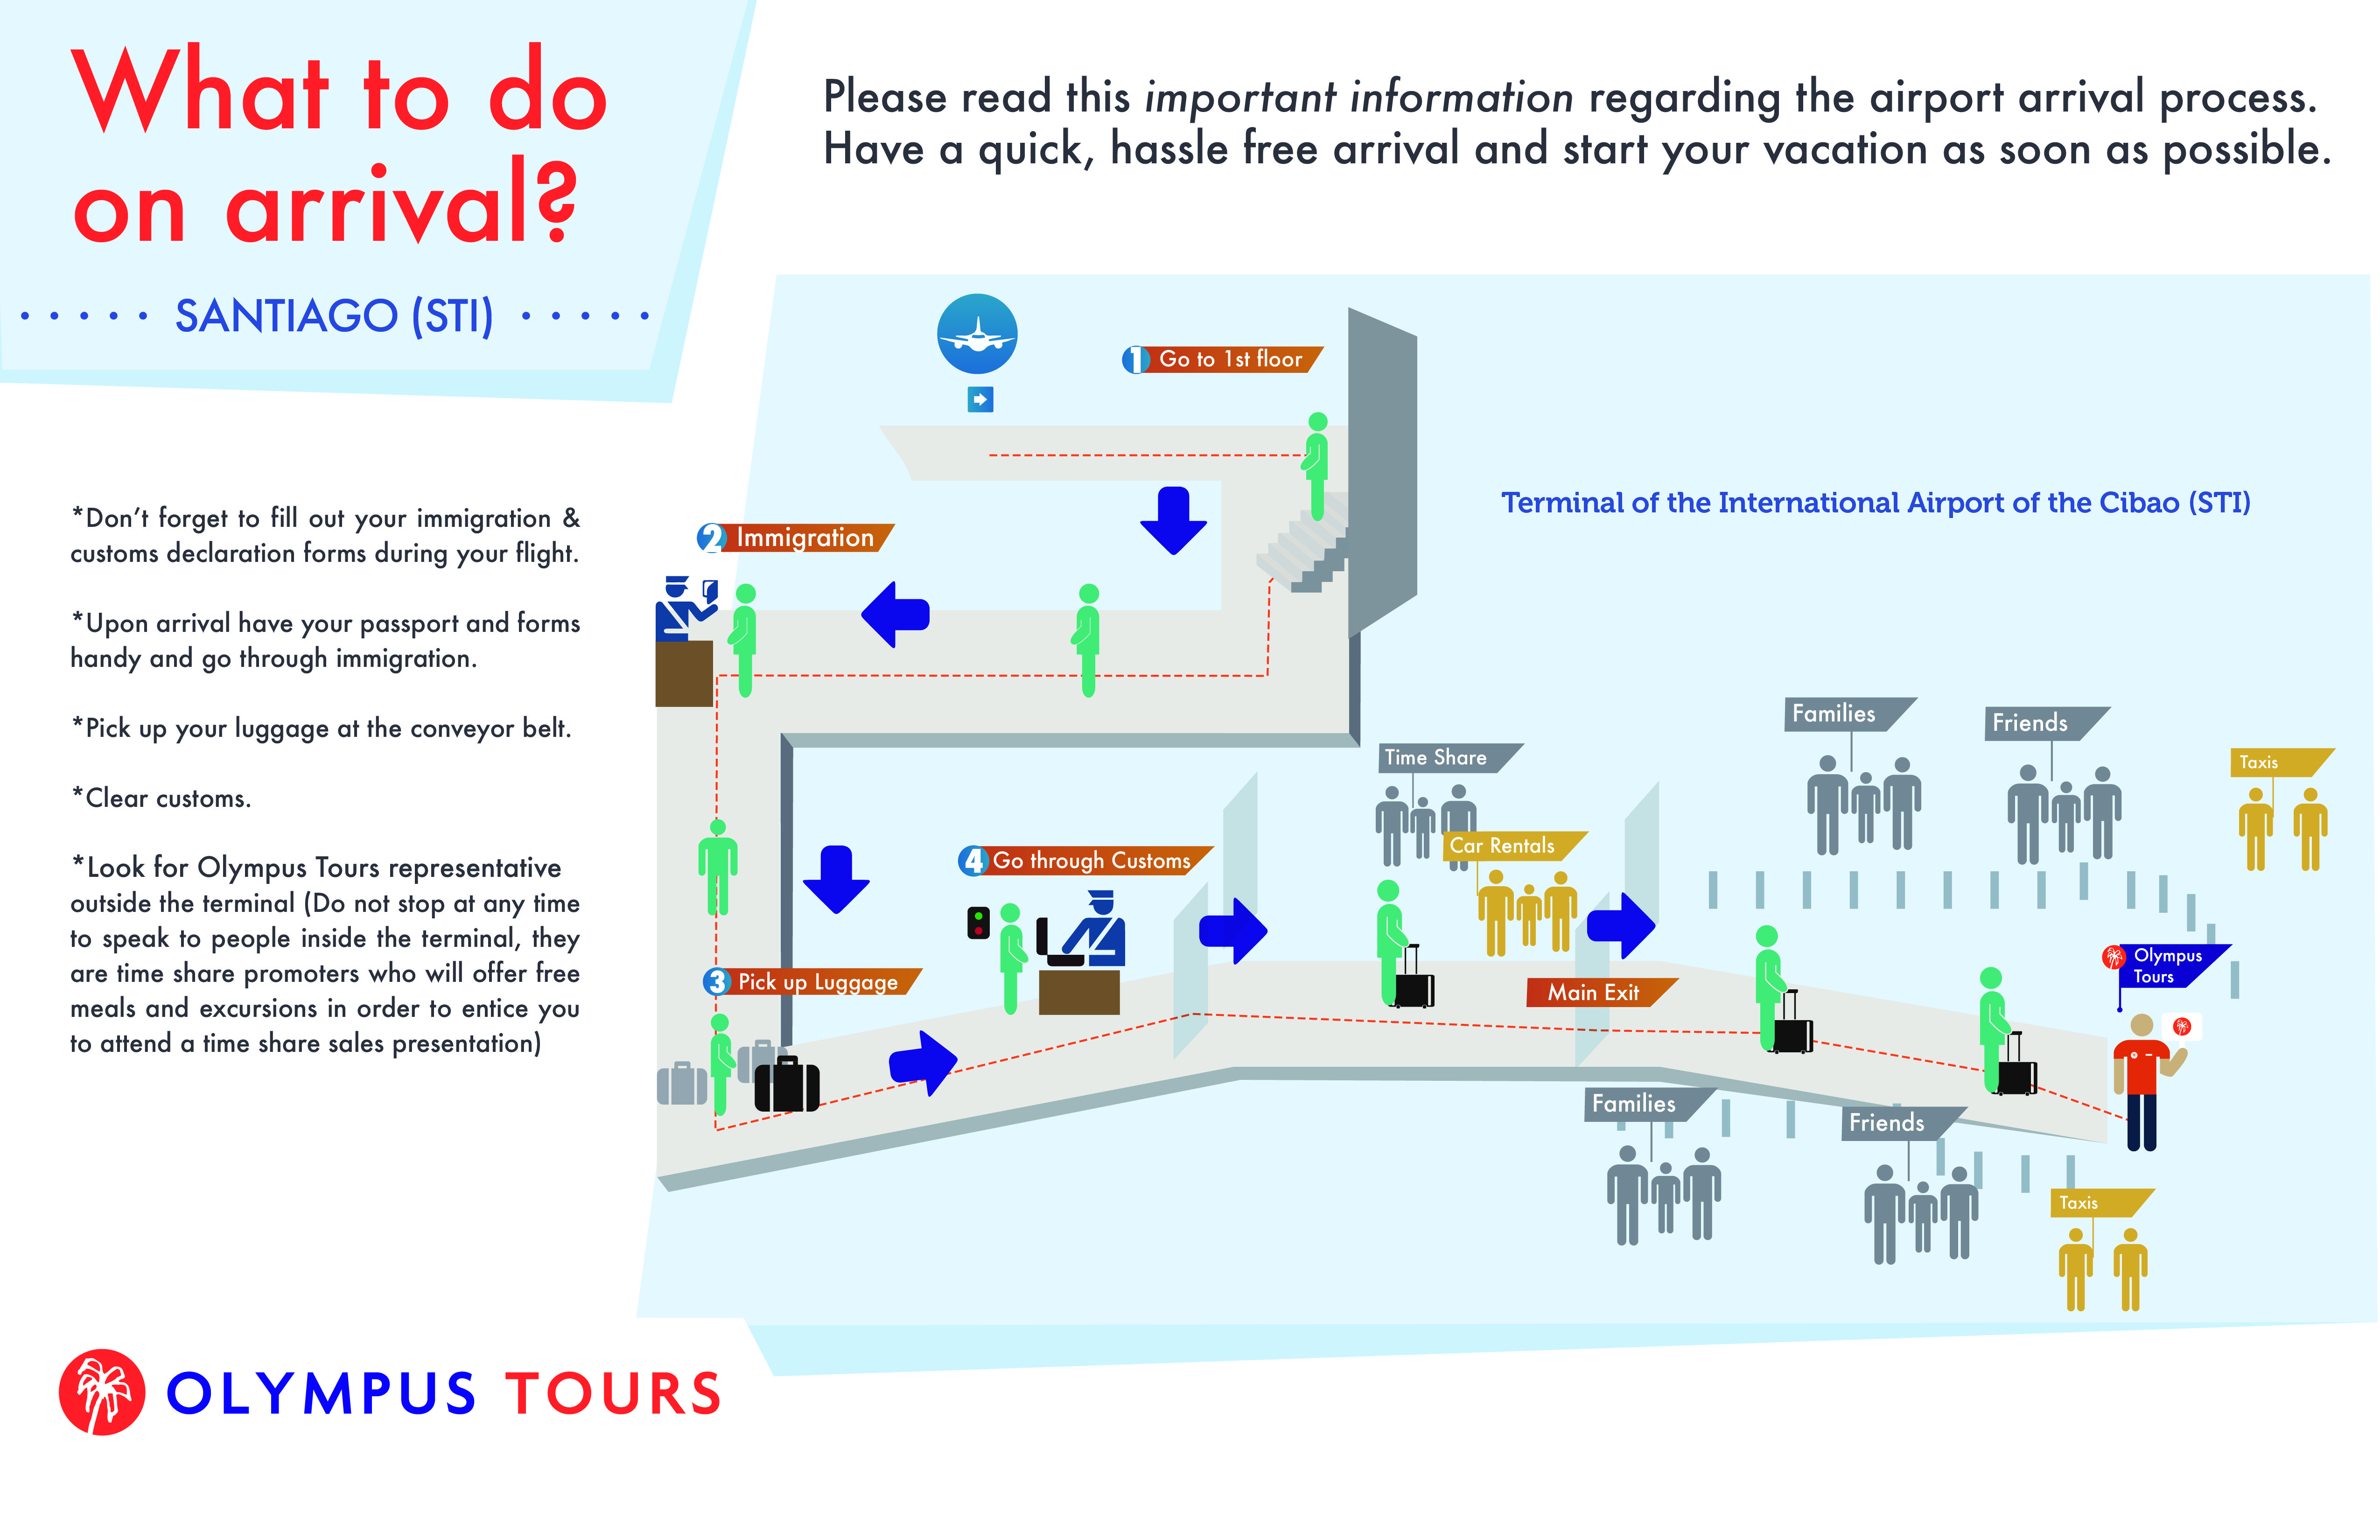 What to do
on arrival?
SANTIAGO (STI)
Please read this important information regarding the airport arrival process.
Have a quick, hassle free arrival and start your vacation as soon as possible.
*Don't forget to fill out your immigration &
customs declaration forms during your flight.
*Upon arrival have your passport and forms
handy and go through immigration.
*Pick up your luggage at the conveyor belt.
*Clear customs.
*Look for Olympus Tours representative
outside the terminal (Do not stop at any time
to speak to people inside the terminal, they
are time share promoters who will offer free
meals and excursions in order to entice you
to attend a time share sales presentation)
1 Go to 1st floor
Terminal of the International Airport of the Cibao (STI)
2 Immigration
3 Pick up Luggage
4 Go through Customs
Time Share
Car Rentals
Main Exit
Families
Friends
Taxis
Olympus
Tours
Families
Friends
Taxis
OLYMPUS TOURS